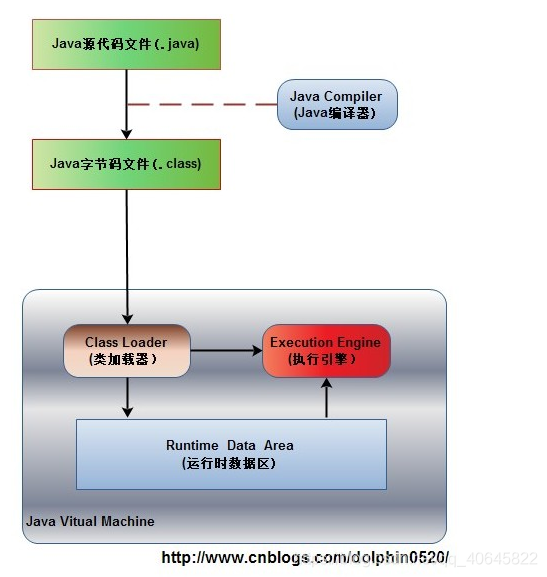 Java源代码文件(.java)
Java Compiler
(Java编译器)
Java字节码文件(.class)
Class Loader
(类加载器)
Execution Engine
(执行引擎)
Runtime Data Area
(运行时数据区)
Java Vitual Machine
http://www.cnblogs.com/dolphin0520/
q_40645822